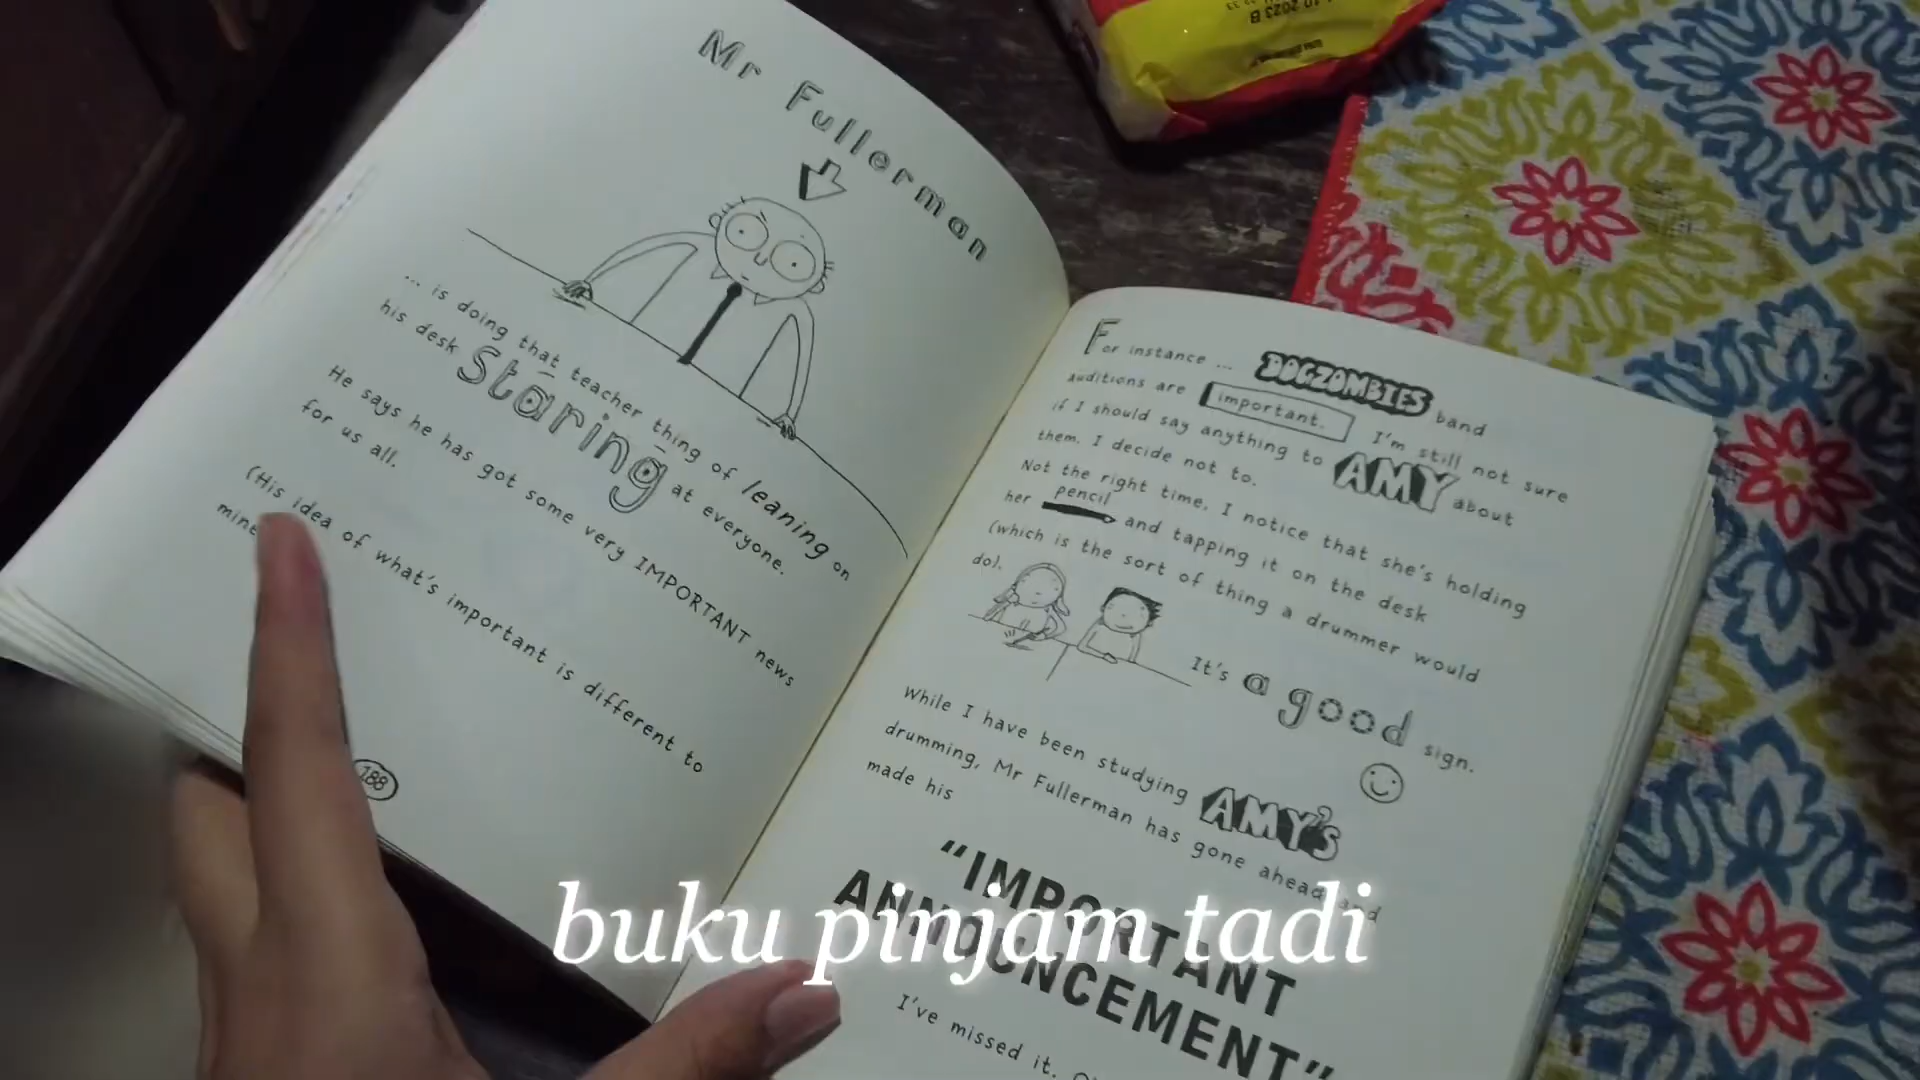 Mr Fullerman
... is doing that teacher thing of leaning on
his desk Staring at everyone.
He says he has got some very IMPORTANT news
for us all.
(His idea of what's important is different to
mine
188
For instance ... DOGZOMBIES band
auditions are important. I'm still not sure
if I should say anything to AMY about
them. I decide not to.
Not the right time, I notice that she's holding
her pencil and tapping it on the desk
(which is the sort of thing a drummer would
do).
It's a good sign.
While I have been studying AMY's
drumming, Mr Fullerman has gone ahead and
made his
"IMPORTANT
ANNOUNCEMENT"
I've missed it.
buku pinjam tadi
10 2023 B